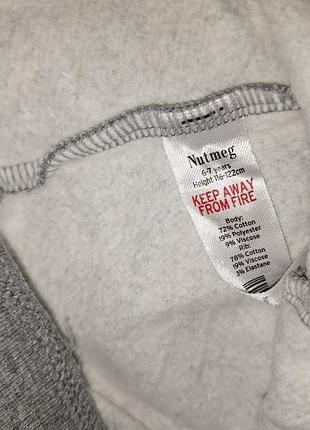 Nutmeg
6-7 years
Height 116-122cm
KEEP AWAY
FROM FIRE
Body:
72% Cotton
19% Polyester
9% Viscose
Rib:
78% Cotton
19% Viscose
3% Elastane